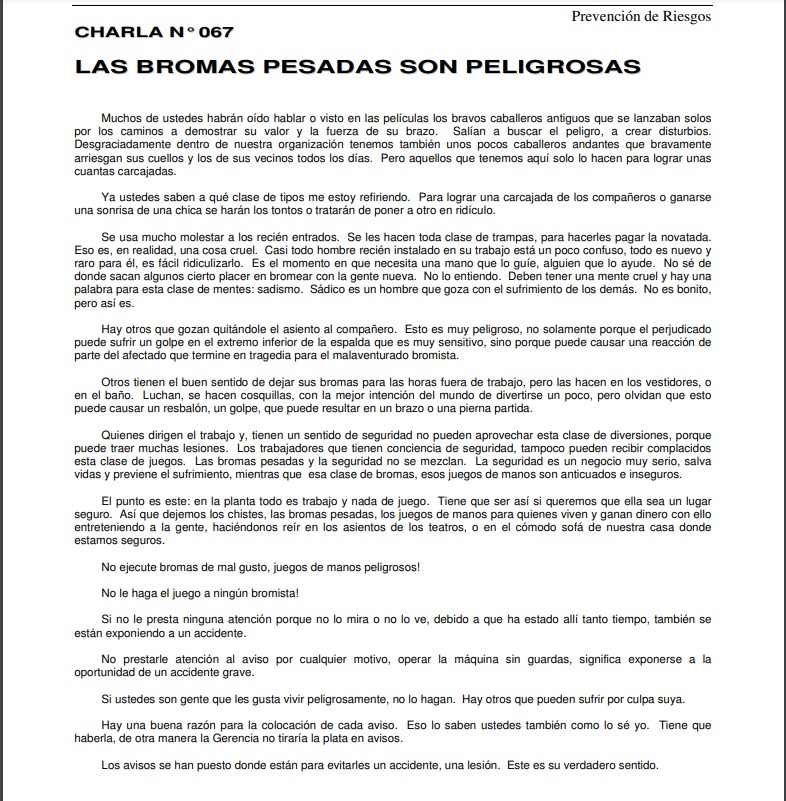 Prevención de Riesgos
CHARLA N° 067
LAS BROMAS PESADAS SON PELIGROSAS
Muchos de ustedes habrán oído hablar o visto en las películas los bravos caballeros antiguos que se lanzaban solos
por los caminos a demostrar su valor y la fuerza de su brazo. Salían a buscar el peligro, a crear disturbios.
Desgraciadamente dentro de nuestra organización tenemos también unos pocos caballeros andantes que bravamente
arriesgan sus cuellos y los de sus vecinos todos los días. Pero aquellos que tenemos aquí solo lo hacen para lograr unas
cuantas carcajadas.
Ya ustedes saben a qué clase de tipos me estoy refiriendo. Para lograr una carcajada de los compañeros o ganarse
una sonrisa de una chica se harán los tontos o tratarán de poner a otro en ridículo.
Se usa mucho molestar a los recién entrados. Se les hacen toda clase de trampas, para hacerles pagar la novatada.
Eso es, en realidad, una cosa cruel. Casi todo hombre recién instalado en su trabajo está un poco confuso, todo es nuevo y
raro para él, es fácil ridiculizarlo. Es el momento en que necesita una mano que lo guíe, alguien que lo ayude. No sé de
donde sacan algunos cierto placer en bromear con la gente nueva. No lo entiendo. Deben tener una mente cruel y hay una
palabra para esta clase de mentes: sadismo. Sádico es un hombre que goza con el sufrimiento de los demás. No es bonito,
pero así es.
Hay otros que gozan quitándole el asiento al compañero. Esto es muy peligroso, no solamente porque el perjudicado
puede sufrir un golpe en el extremo inferior de la espalda que es muy sensitivo, sino porque puede causar una reacción de
parte del afectado que termine en tragedia para el malaventurado bromista.
Otros tienen el buen sentido de dejar sus bromas para las horas fuera de trabajo, pero las hacen en los vestidores, o
en el baño. Luchan, se hacen cosquillas, con la mejor intención del mundo de divertirse un poco, pero olvidan que esto
puede causar un resbalón, un golpe, que puede resultar en un brazo o una pierna partida.
Quienes dirigen el trabajo y, tienen un sentido de seguridad no pueden aprovechar esta clase de diversiones, porque
puede traer muchas lesiones. Los trabajadores que tienen conciencia de seguridad, tampoco pueden recibir complacidos
esta clase de juegos. Las bromas pesadas y la seguridad no se mezclan. La seguridad es un negocio muy serio, salva
vidas y previene el sufrimiento, mientras que esa clase de bromas, esos juegos de manos son anticuados e inseguros.
El punto es este: en la planta todo es trabajo y nada de juego. Tiene que ser así si queremos que ella sea un lugar
seguro. Así que dejemos los chistes, las bromas pesadas, los juegos de manos para quienes viven y ganan dinero con ello
entreteniendo a la gente, haciéndonos reír en los asientos de los teatros, o en el cómodo sofá de nuestra casa donde
estamos seguros.
No ejecute bromas de mal gusto, juegos de manos peligrosos!
No le haga el juego a ningún bromista!
Si no le presta ninguna atención porque no lo mira o no lo ve, debido a que ha estado allí tanto tiempo, también se
están exponiendo a un accidente.
No prestarle atención al aviso por cualquier motivo, operar la máquina sin guardas, significa exponerse a la
oportunidad de un accidente grave.
Si ustedes son gente que les gusta vivir peligrosamente, no lo hagan. Hay otros que pueden sufrir por culpa suya.
Hay una buena razón para la colocación de cada aviso. Eso lo saben ustedes también como lo sé yo. Tiene que
haberla, de otra manera la Gerencia no tiraría la plata en avisos.
Los avisos se han puesto donde están para evitarles un accidente, una lesión. Este es su verdadero sentido.